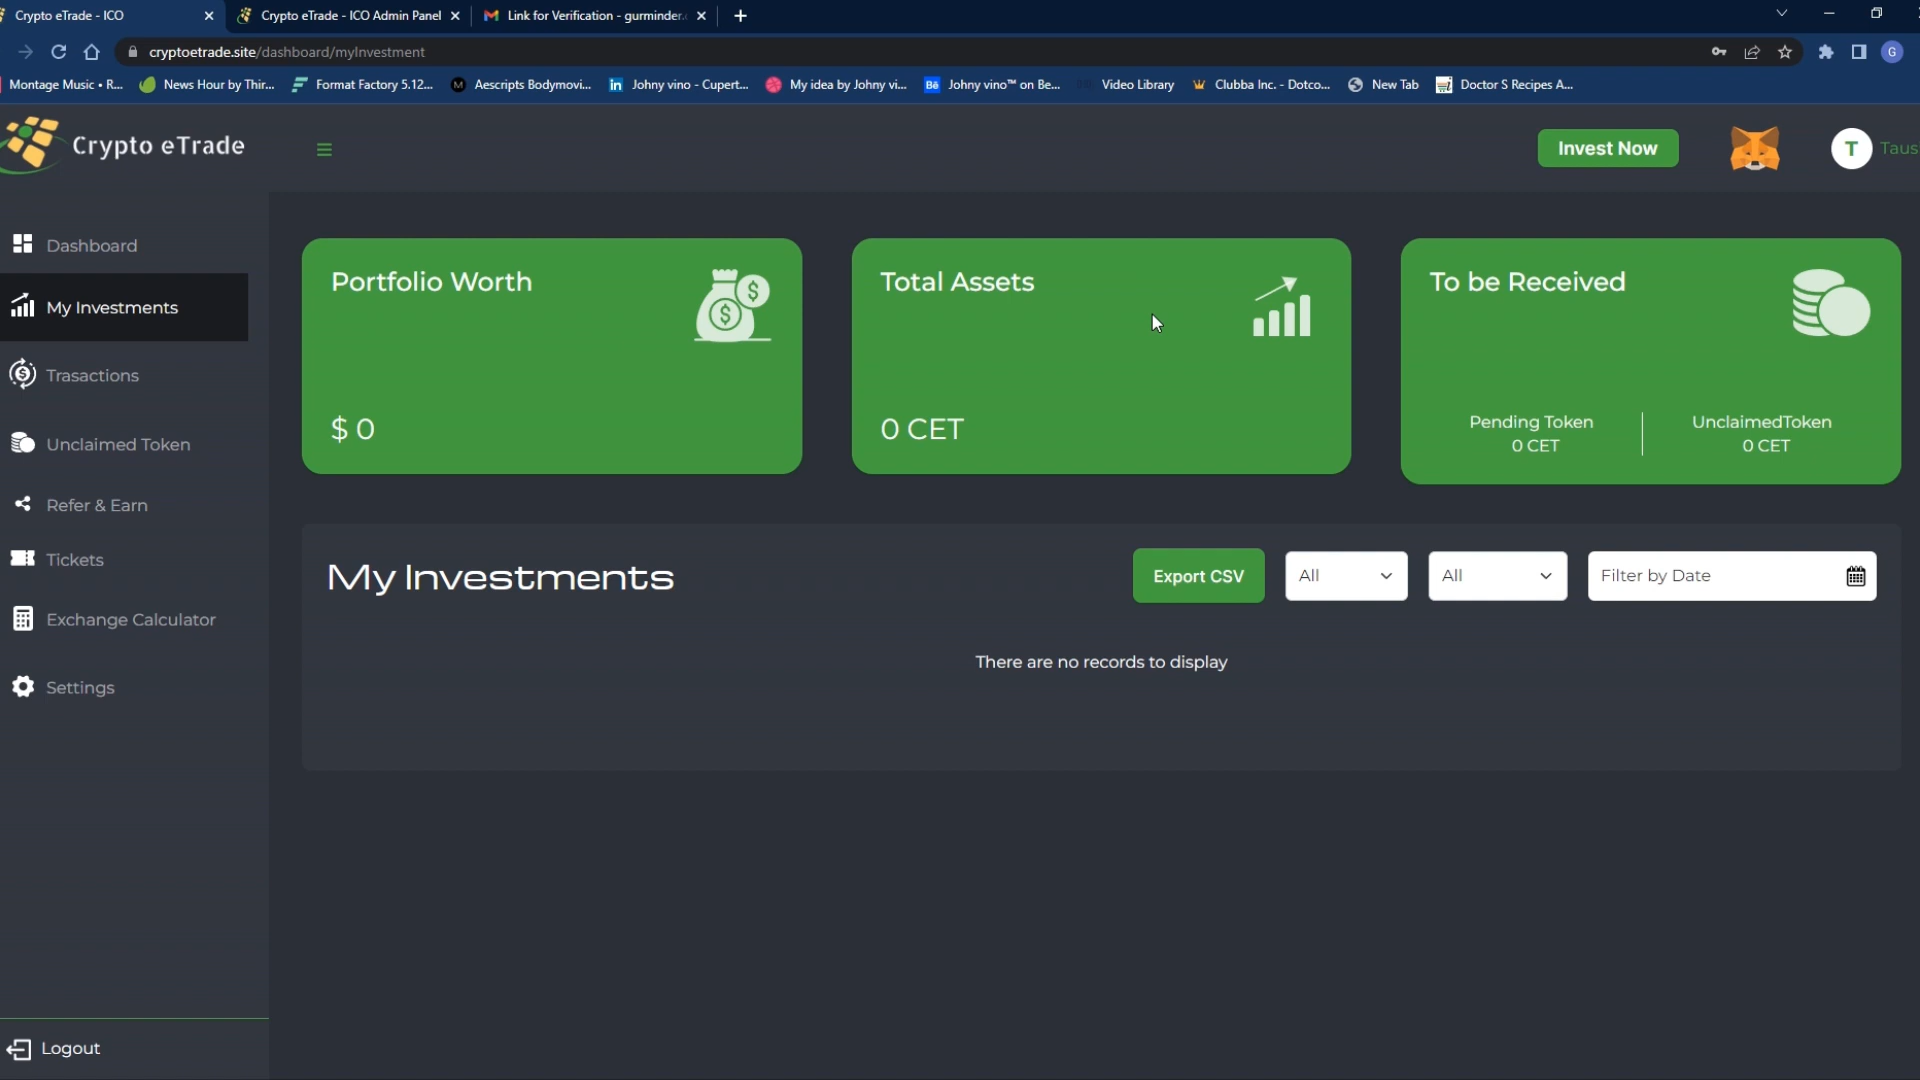 Crypto eTrade - ICO
Crypto eTrade - ICO Admin Panel
Link for Verification - gurminder.
cryptoetrade.site/dashboard/myInvestment
G
Montage Music • R...
News Hour by Thir...
Format Factory 5.12...
Aescripts Bodymovi...
Johny vino - Cupert...
My idea by Johny vi...
Johny vino™ on Be...
Video Library
Clubba Inc. - Dotco...
New Tab
Doctor S Recipes A...
Crypto eTrade
Invest Now
T
Taus
Dashboard
My Investments
Trasactions
Unclaimed Token
Refer & Earn
Tickets
Exchange Calculator
Settings
Logout
Portfolio Worth
$ 0
Total Assets
0 CET
To be Received
Pending Token
0 CET
UnclaimedToken
0 CET
My Investments
Export CSV
All
All
Filter by Date
There are no records to display